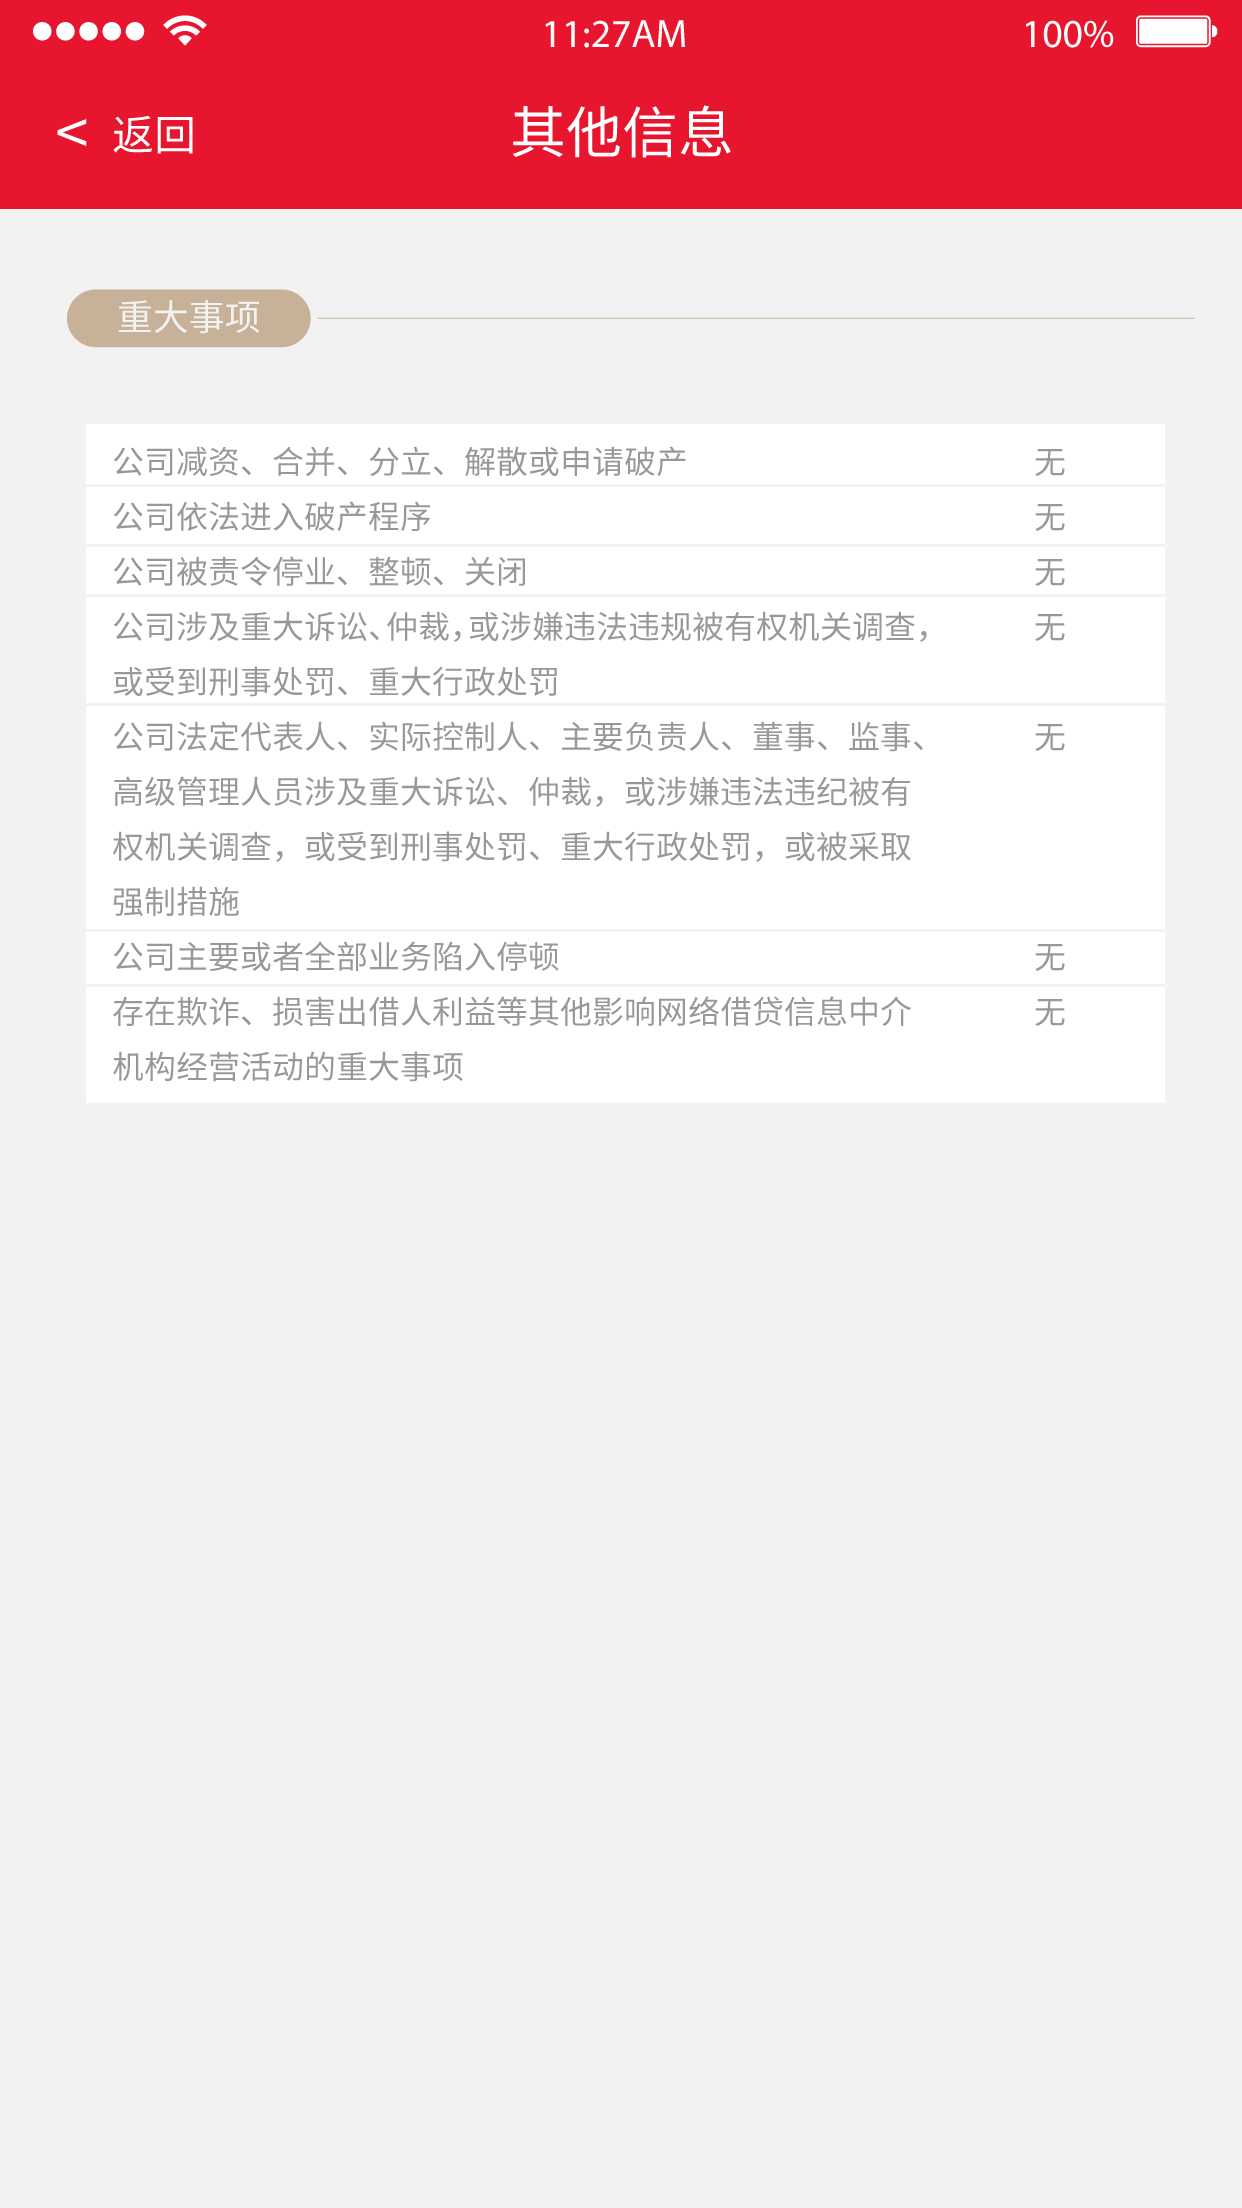 11:27AM 100%
< 返回 其他信息
重大事项
公司减资、合并、分立、解散或申请破产 无
公司依法进入破产程序 无
公司被责令停业、整顿、关闭 无
公司涉及重大诉讼、仲裁，或涉嫌违法违规被有权机关调查， 无
或受到刑事处罚、重大行政处罚
公司法定代表人、实际控制人、主要负责人、董事、监事、 无
高级管理人员涉及重大诉讼、仲裁，或涉嫌违法违纪被有
权机关调查，或受到刑事处罚、重大行政处罚，或被采取
强制措施
公司主要或者全部业务陷入停顿 无
存在欺诈、损害出借人利益等其他影响网络借贷信息中介 无
机构经营活动的重大事项